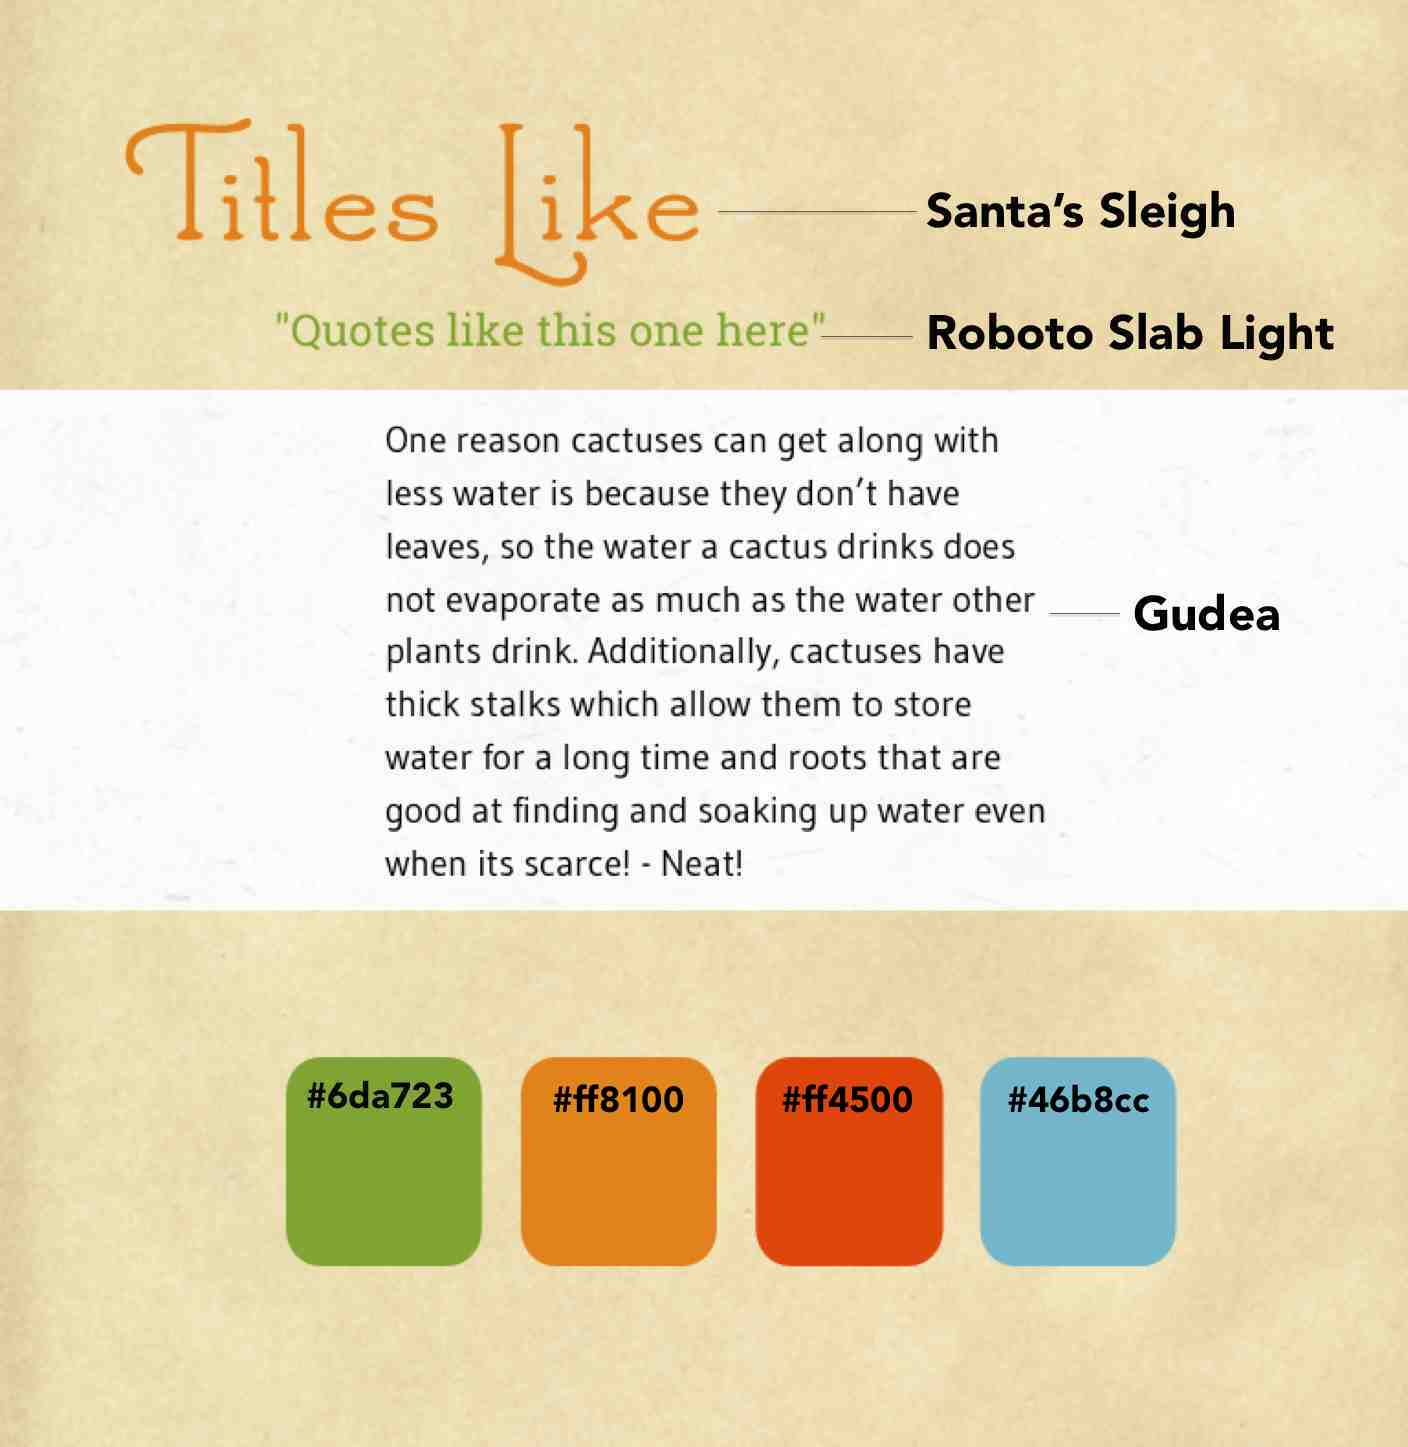 Titles Like
Santa's Sleigh
"Quotes like this one here"
Roboto Slab Light
One reason cactuses can get along with
less water is because they don't have
leaves, so the water a cactus drinks does
not evaporate as much as the water other
plants drink. Additionally, cactuses have
thick stalks which allow them to store
water for a long time and roots that are
good at finding and soaking up water even
when its scarce! - Neat!
Gudea
#6da723
#ff8100
#ff4500
#46b8cc